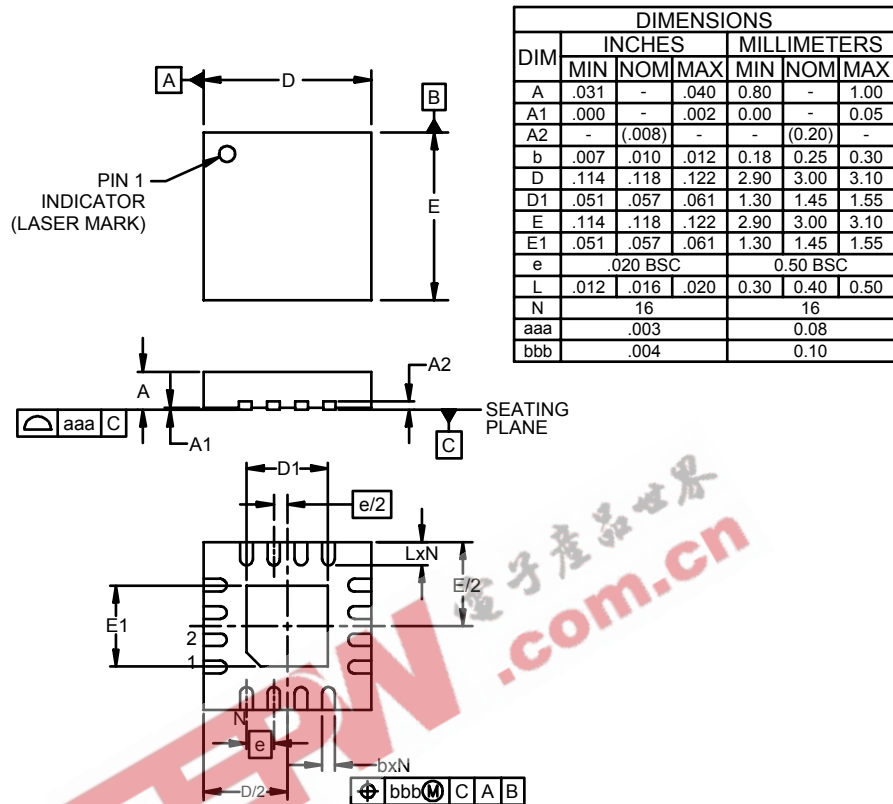 DIMENSIONS
DIM INCHES MILLIMETERS
MIN NOM MAX MIN NOM MAX
A .031 - .040 0.80 - 1.00
A1 .000 - .002 0.00 - 0.05
A2 - (.008) - - (0.20) -
b .007 .010 .012 0.18 0.25 0.30
D .114 .118 .122 2.90 3.00 3.10
D1 .051 .057 .061 1.30 1.45 1.55
E .114 .118 .122 2.90 3.00 3.10
E1 .051 .057 .061 1.30 1.45 1.55
e .020 BSC 0.50 BSC
L .012 .016 .020 0.30 0.40 0.50
N 16 16
aaa .003 0.08
bbb .004 0.10
A
D
B
PIN 1
INDICATOR
(LASER MARK)
E
A
A2
aaa C
A1
SEATING
PLANE
C
D1
e/2
LxN
E/2
E1
2
1
N
e
bxN
D/2
bbb M C A B
電子產品世界
.com.cn